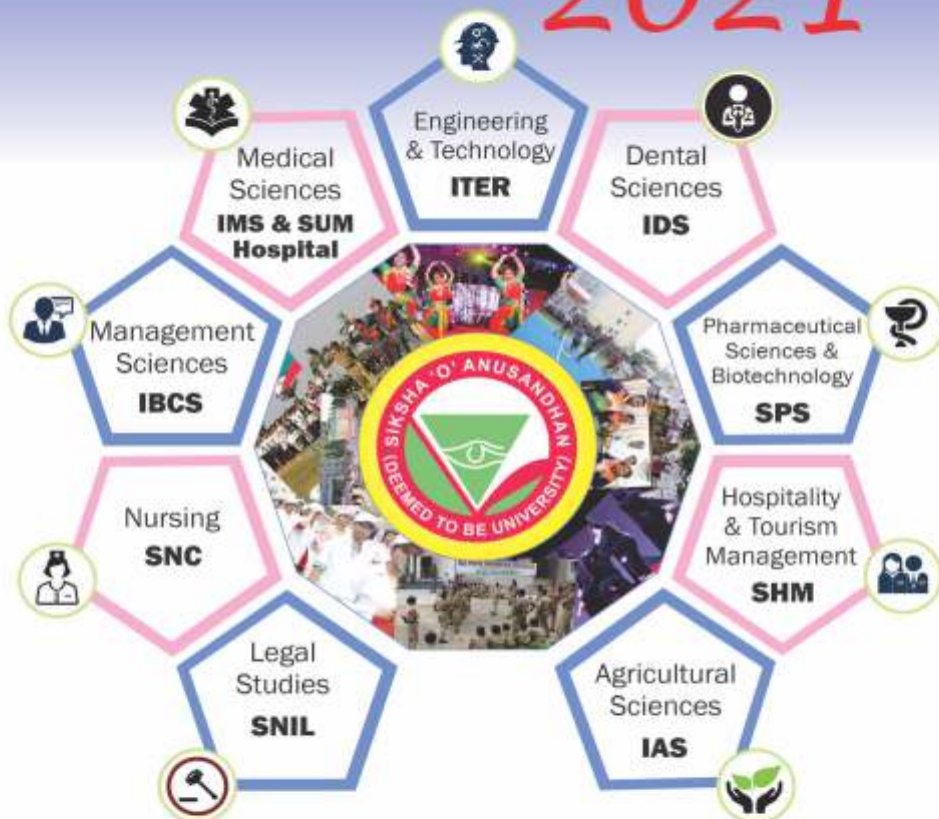 2021
Engineering
& Technology
ITER
Dental
Sciences
IDS
Pharmaceutical
Sciences &
Biotechnology
SPS
Hospitality
& Tourism
Management
SHM
Agricultural
Sciences
IAS
Legal
Studies
SNIL
Nursing
SNC
Management
Sciences
IBCS
Medical
Sciences
IMS & SUM
Hospital
SIKSHA 'O' ANUSANDHAN
(DEEMED TO BE UNIVERSITY)